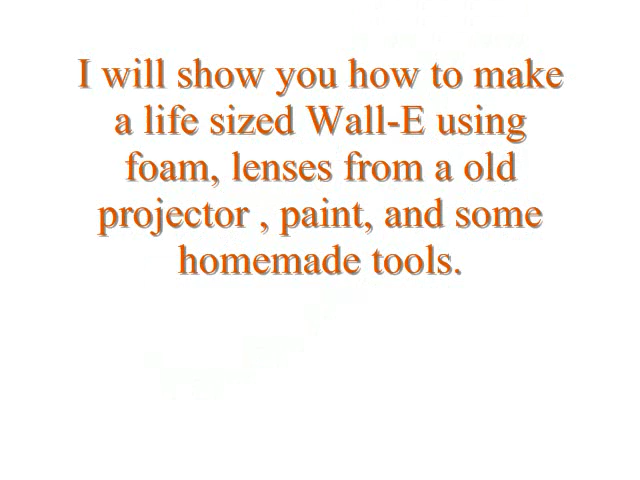 I will show you how to make
a life sized Wall-E using
foam, lenses from a old
projector , paint, and some
homemade tools.